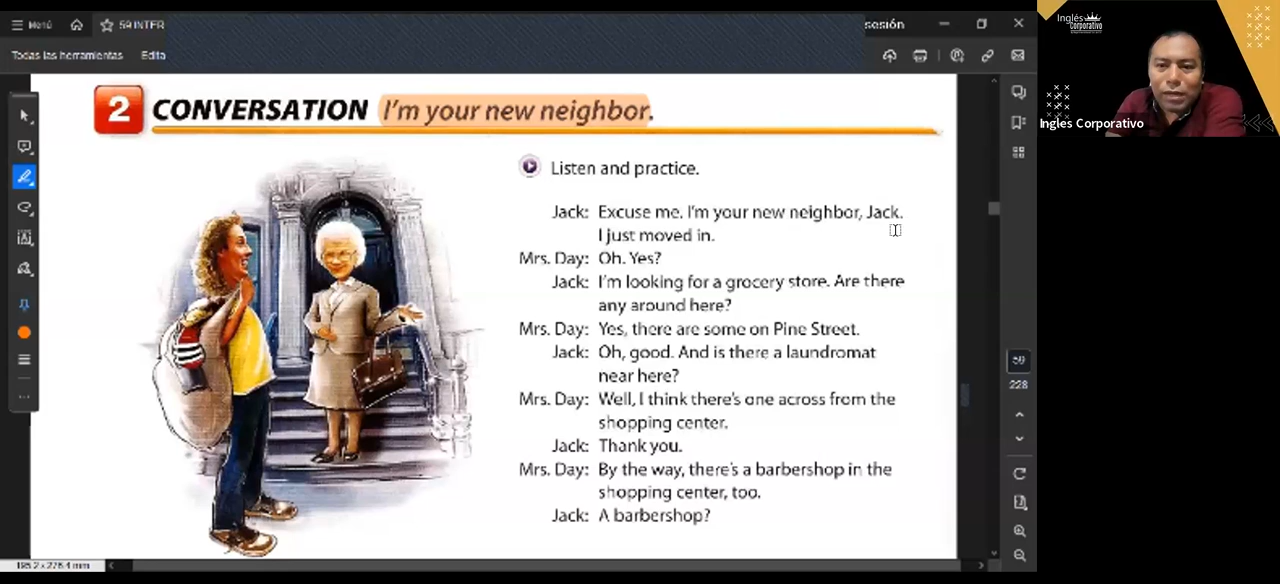 Menú
59 INTER
sesión
Todas las herramientas
Edita
2 CONVERSATION I'm your new neighbor.
Listen and practice.
Jack: Excuse me. I'm your new neighbor, Jack.
I just moved in.
Mrs. Day: Oh. Yes?
Jack: I'm looking for a grocery store. Are there
any around here?
Mrs. Day: Yes, there are some on Pine Street.
Jack: Oh, good. And is there a laundromat
near here?
Mrs. Day: Well, I think there's one across from the
shopping center.
Jack: Thank you.
Mrs. Day: By the way, there's a barbershop in the
shopping center, too.
Jack: A barbershop?
59
228
Inglés
Corporativo
Ingles Corporativo